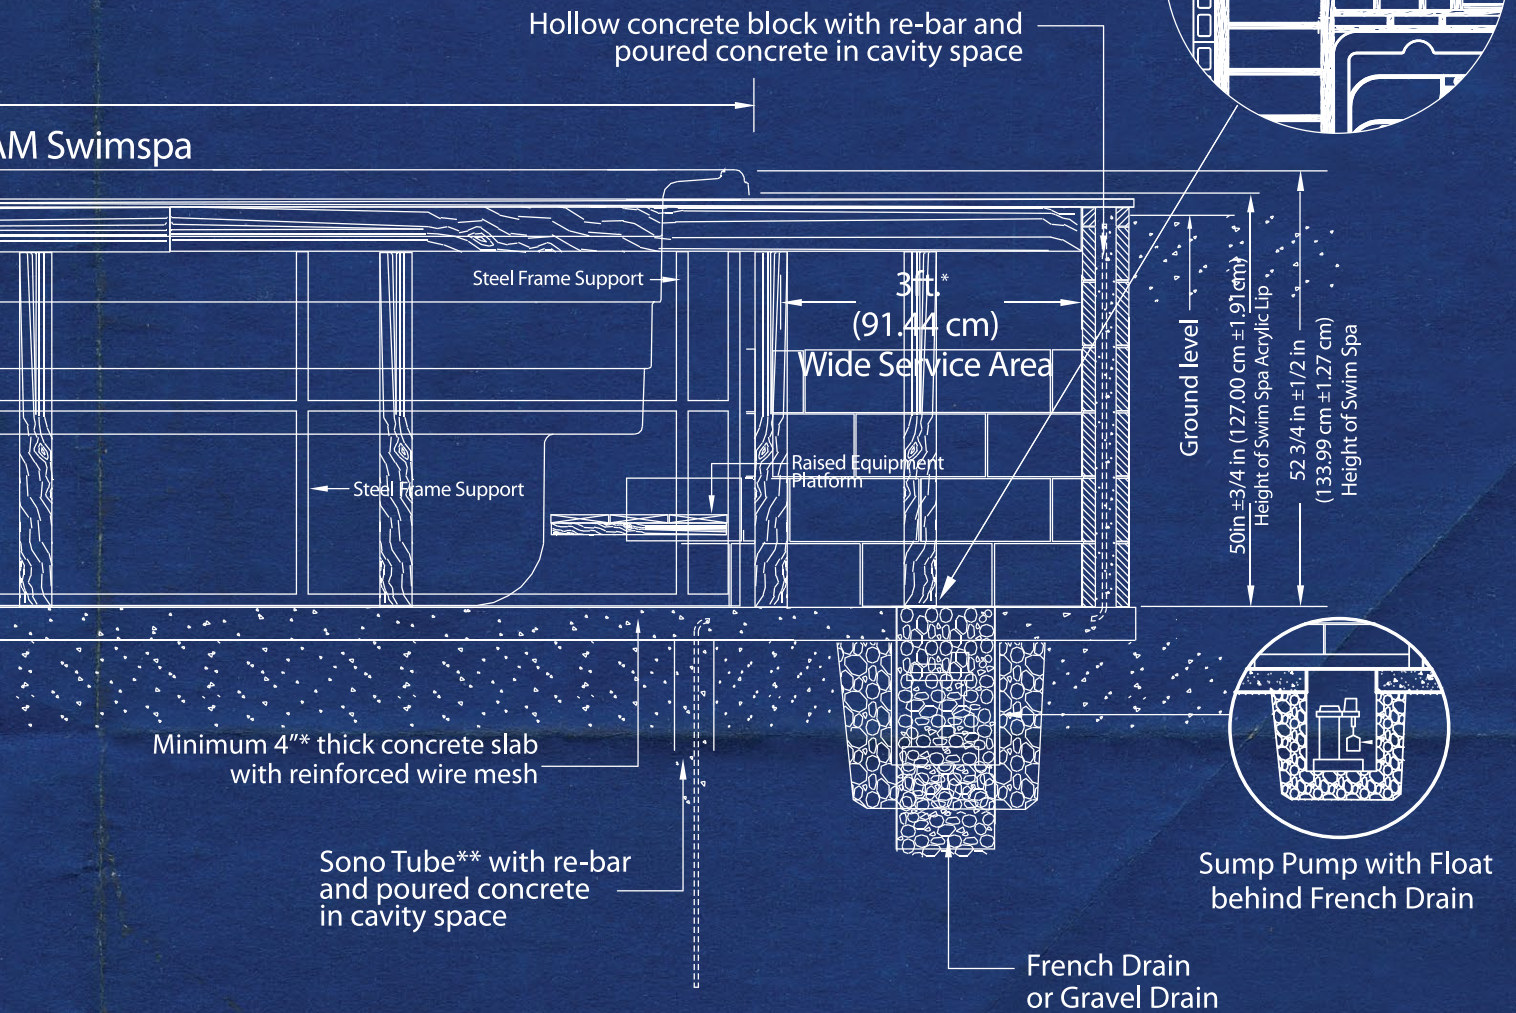 Hollow concrete block with re-bar and
poured concrete in cavity space
AM Swimspa
Steel Frame Support
3ft.*
(91.44 cm)
Wide Service Area
Steel Frame Support
Raised Equipment
Platform
Ground level
50in ±3/4 in (127.00 cm ±1.91cm)
Height of Swim Spa Acrylic Lip
52 3/4 in ±1/2 in
(133.99 cm ±1.27 cm)
Height of Swim Spa
Minimum 4”* thick concrete slab
with reinforced wire mesh
Sono Tube** with re-bar
and poured concrete
in cavity space
Sump Pump with Float
behind French Drain
French Drain
or Gravel Drain